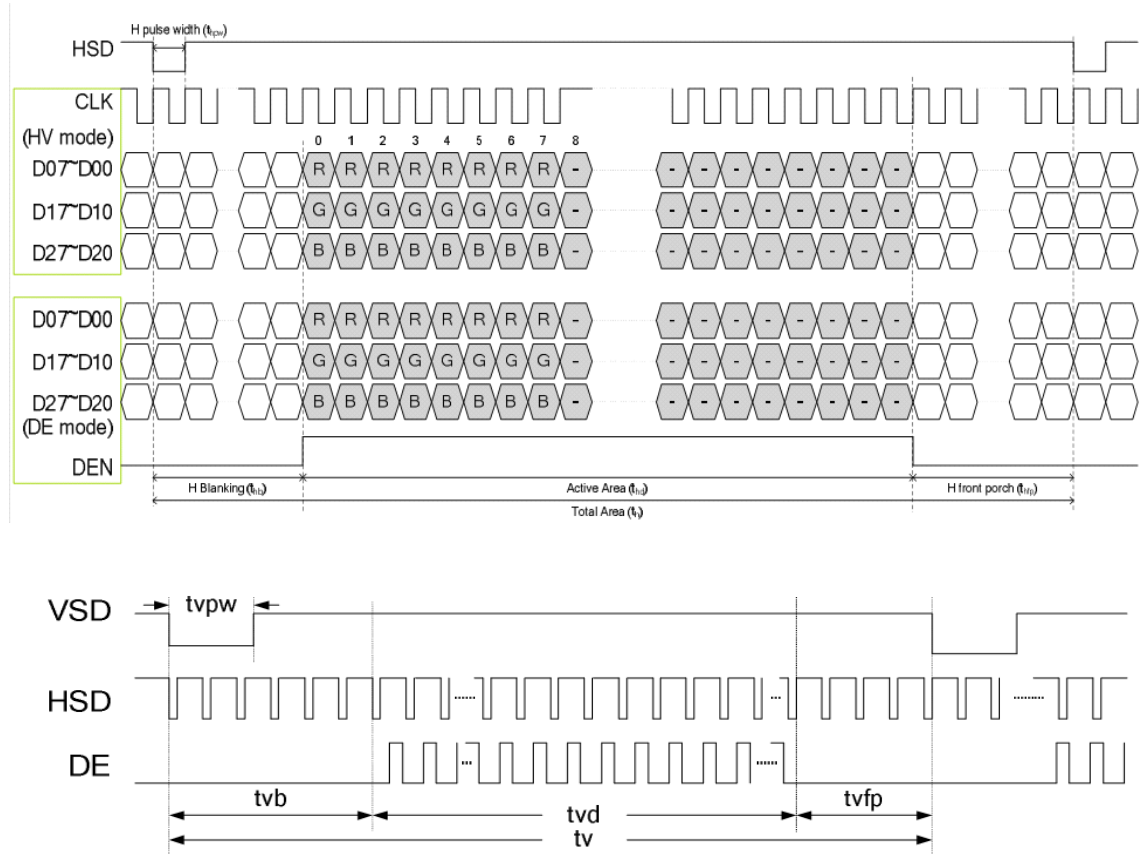 H pulse width (thpw)
HSD
CLK
(HV mode)
0 1 2 3 4 5 6 7 8
D07~D00 R R R R R R R R - - - - - - - - -
D17~D10 G G G G G G G G - - - - - - - - -
D27~D20 B B B B B B B B - - - - - - - - -
D07~D00 R R R R R R R R - - - - - - - - -
D17~D10 G G G G G G G G - - - - - - - - -
D27~D20 B B B B B B B B - - - - - - - - -
(DE mode)
DEN
H Blanking (thb) Active Area (thd) H front porch (thfp)
Total Area (th)
tvpw
VSD
HSD
DE
tvb tvd tvfp
tv